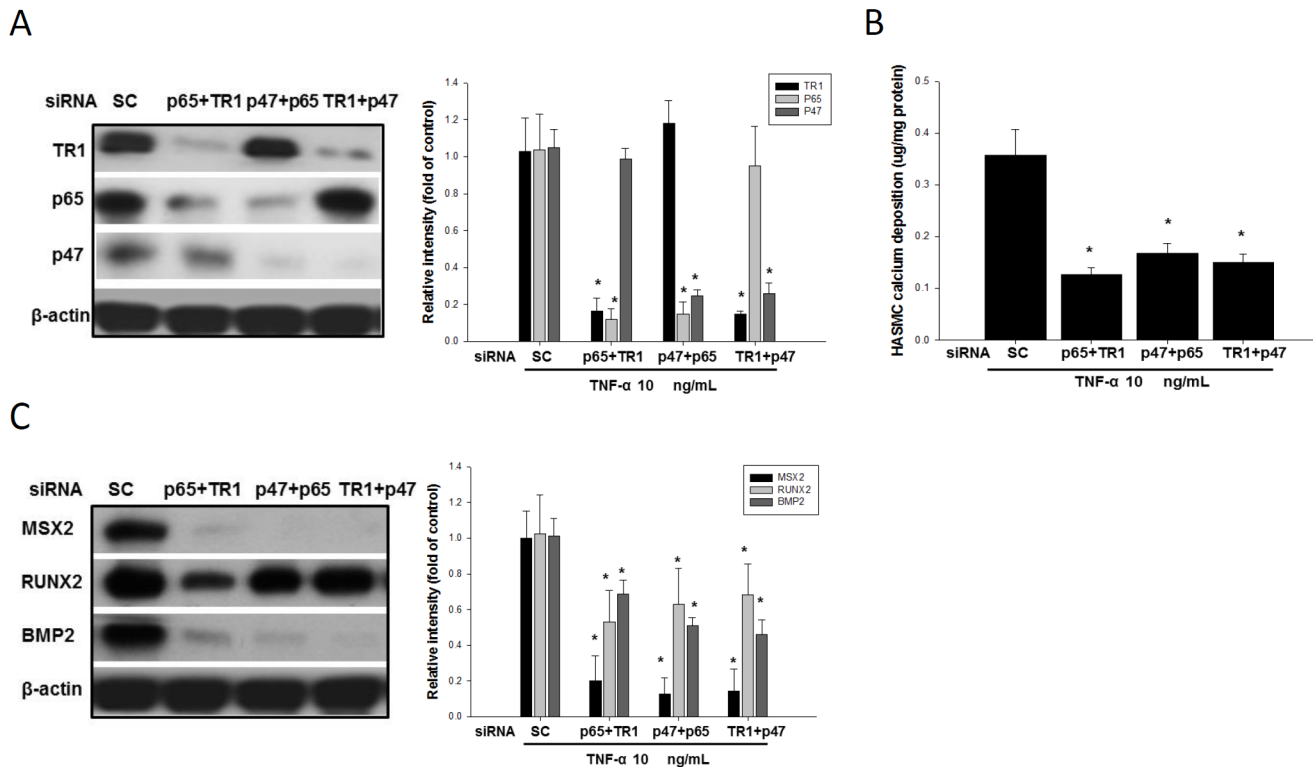 A
siRNA SC p65+TR1 p47+p65 TR1+p47
TR1
p65
p47
β-actin
Relative intensity (fold of control)
1.4
1.2
1.0
0.8
0.6
0.4
0.2
0.0
TR1
P65
P47
* * * * * *
siRNA SC p65+TR1 p47+p65 TR1+p47
TNF-α 10 ng/mL
B
HASMC calcium deposition (ug/mg protein)
0.5
0.4
0.3
0.2
0.1
0.0
* * *
siRNA SC p65+TR1 p47+p65 TR1+p47
TNF-α 10 ng/mL
C
siRNA SC p65+TR1 p47+p65 TR1+p47
MSX2
RUNX2
BMP2
β-actin
Relative intensity (fold of control)
1.4
1.2
1.0
0.8
0.6
0.4
0.2
0.0
MSX2
RUNX2
BMP2
* * * * * * * * *
siRNA SC p65+TR1 p47+p65 TR1+p47
TNF-α 10 ng/mL